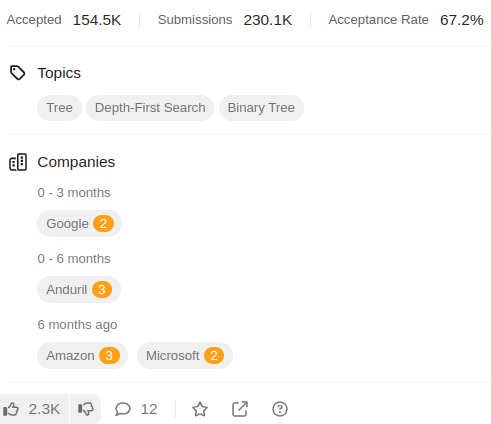 Accepted 154.5K Submissions 230.1K Acceptance Rate 67.2%
Topics
Tree Depth-First Search Binary Tree
Companies
0 - 3 months
Google 2
0 - 6 months
Anduril 3
6 months ago
Amazon 3 Microsoft 2
2.3K 12